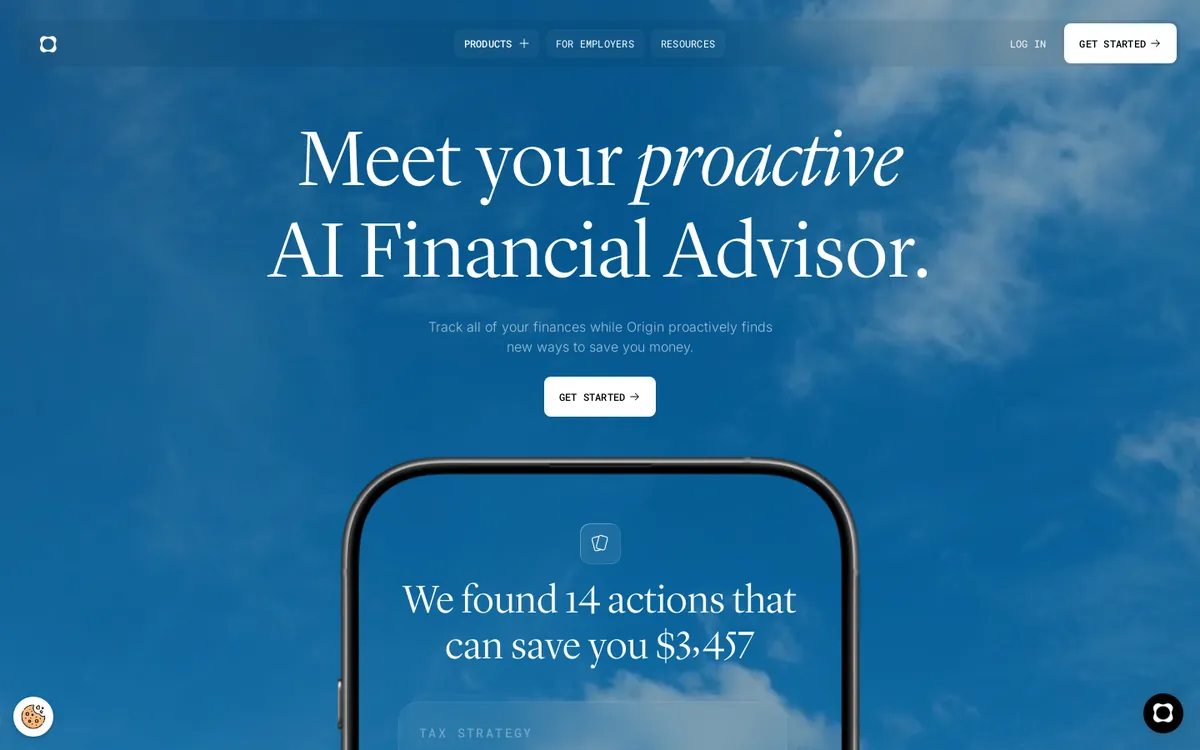 PRODUCTS
FOR EMPLOYERS
RESOURCES
LOG IN
GET STARTED →
Meet your proactive
AI Financial Advisor.
Track all of your finances while Origin proactively finds
new ways to save you money.
GET STARTED →
We found 14 actions that
can save you $3,457
TAX STRATEGY